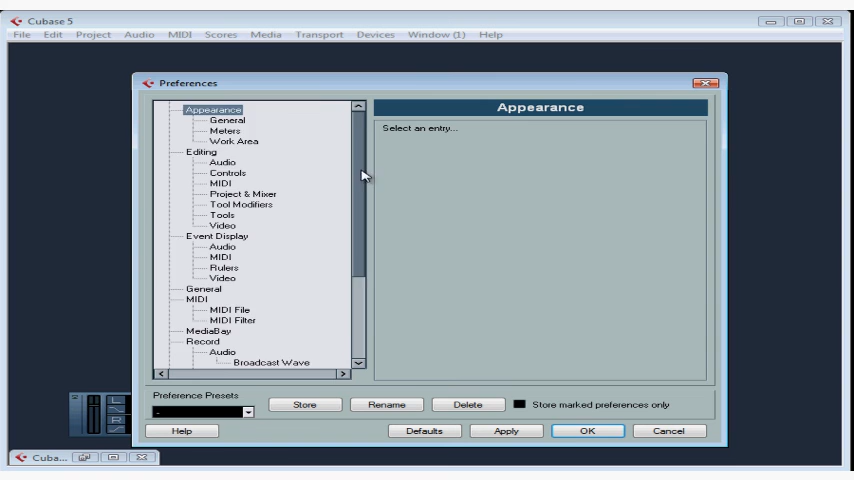 Cubase 5
File Edit Project Audio MIDI Scores Media Transport Devices Window (1) Help
Preferences
Appearance
General
Meters
Work Area
Editing
Audio
Controls
MIDI
Project & Mixer
Tool Modifiers
Tools
Video
Event Display
Audio
MIDI
Rulers
Video
General
MIDI
MIDI File
MIDI Filter
MediaBay
Record
Audio
Broadcast Wave
Appearance
Select an entry...
Preference Presets
-
Store Rename Delete Store marked preferences only
Help Defaults Apply OK Cancel
L
R
Cuba...